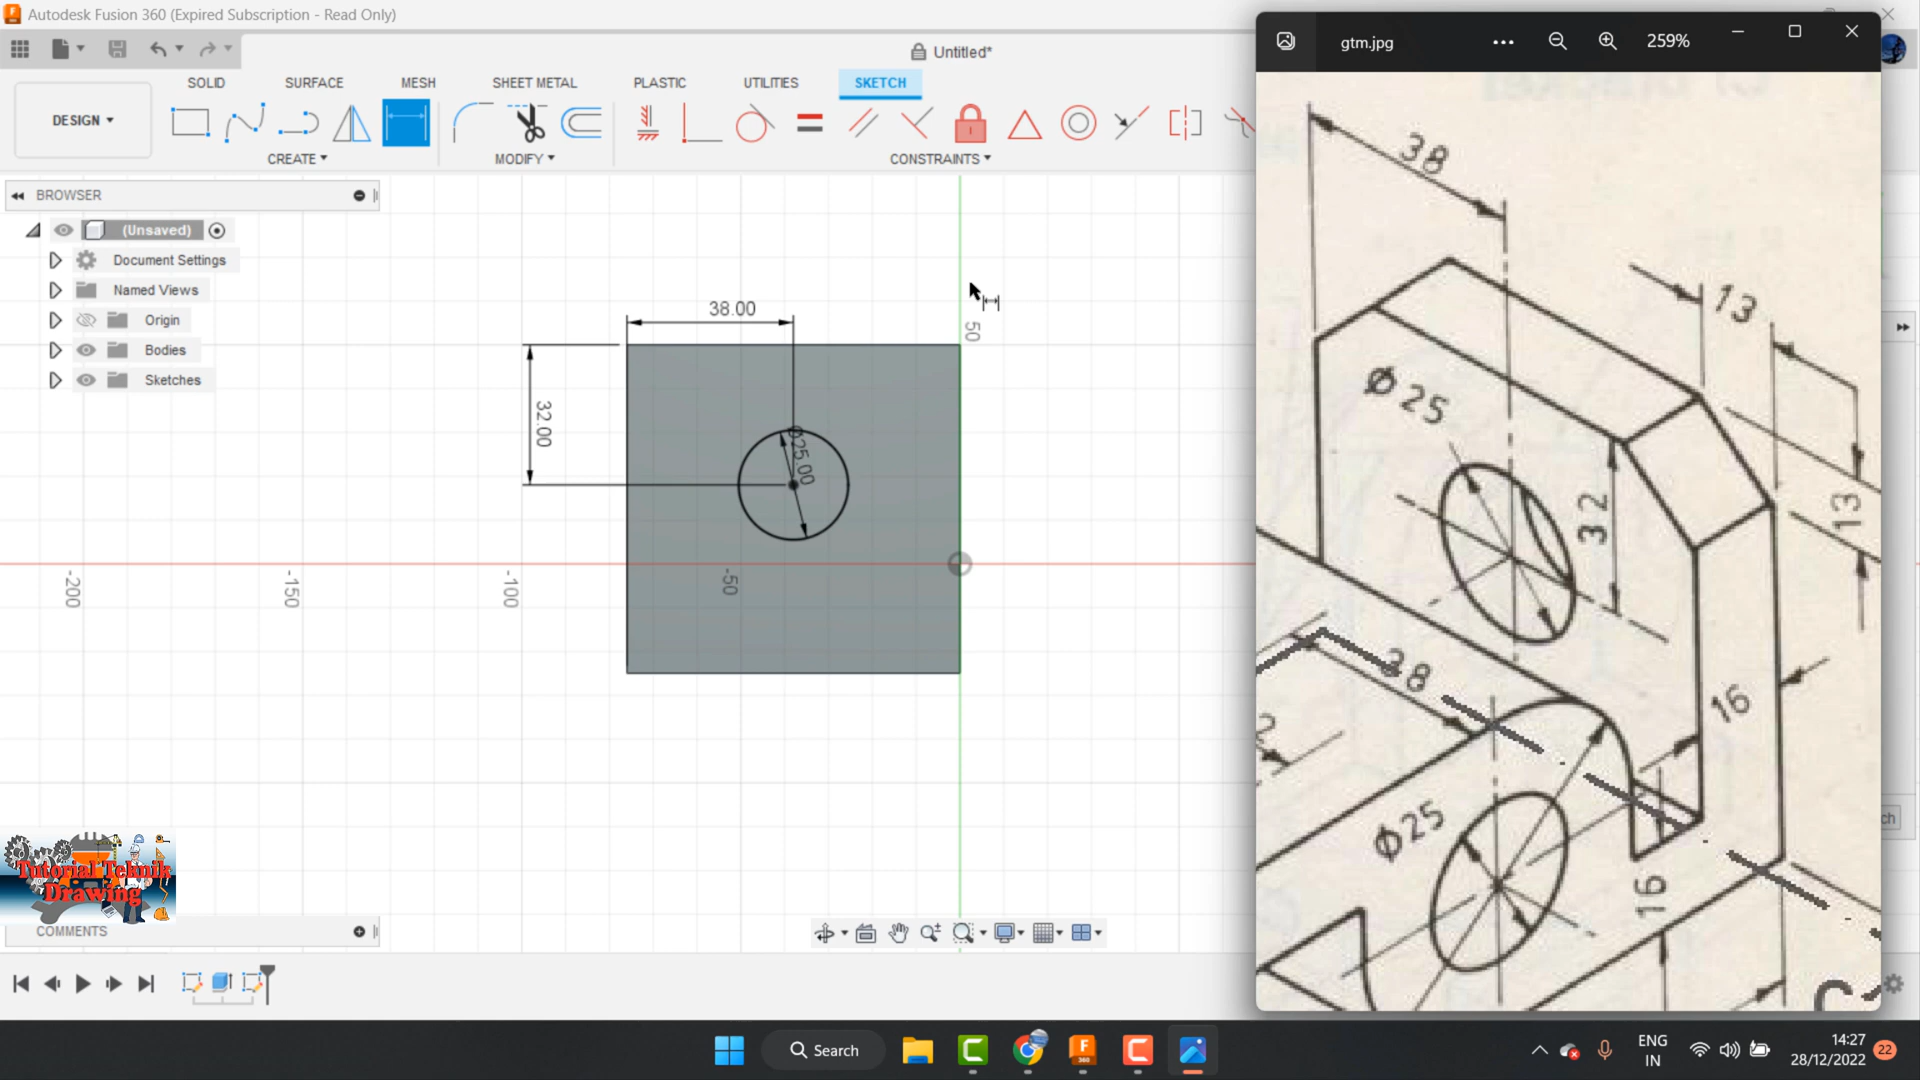 Autodesk Fusion 360 (Expired Subscription - Read Only)
Untitled*
SOLID SURFACE MESH SHEET METAL PLASTIC UTILITIES SKETCH
DESIGN
CREATE MODIFY CONSTRAINTS
BROWSER
(Unsaved)
Document Settings
Named Views
Origin
Bodies
Sketches
38.00
32.00
Ø25.00
50
-200 -150 -100 -50
Tutorial Teknik
Drawing
COMMENTS
gtm.jpg 259%
38
13
Ø 25
32
13
38
16
Ø25
16
ch
Search
ENG
IN
14:27
28/12/2022
22